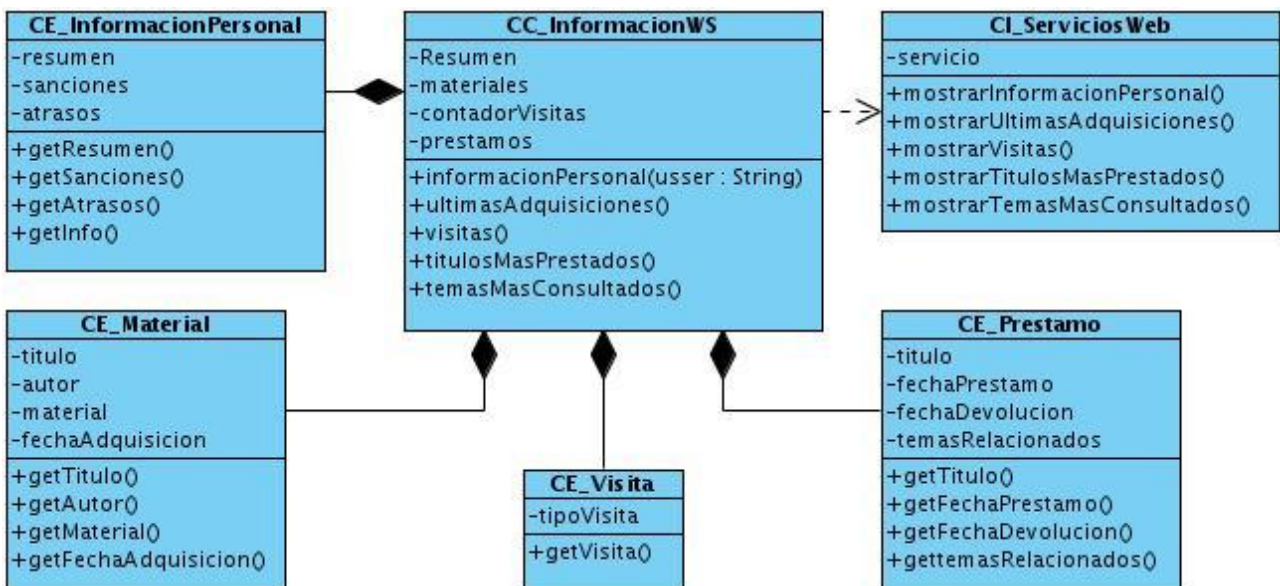 CE_InformacionPersonal
-resumen
-sanciones
-atrasos
+getResumen()
+getSanciones()
+getAtrasos()
+getInfo()
CC_InformacionWS
-Resumen
-materiales
-contadorVisitas
-prestamos
+informacionPersonal(usser : String)
+ultimasAdquisiciones()
+visitas()
+titulosMasPrestados()
+temasMasConsultados()
CI_ServiciosWeb
-servicio
+mostrarInformacionPersonal()
+mostrarUltimasAdquisiciones()
+mostrarVisitas()
+mostrarTitulosMasPrestados()
+mostrarTemasMasConsultados()
CE_Material
-titulo
-autor
-material
-fechaAdquisicion
+getTitulo()
+getAutor()
+getMaterial()
+getFechaAdquisicion()
CE_Visita
-tipoVisita
+getVisita()
CE_Prestamo
-titulo
-fechaPrestamo
-fechaDevolucion
-temasRelacionados
+getTitulo()
+getFechaPrestamo()
+getFechaDevolucion()
+gettemasRelacionados()